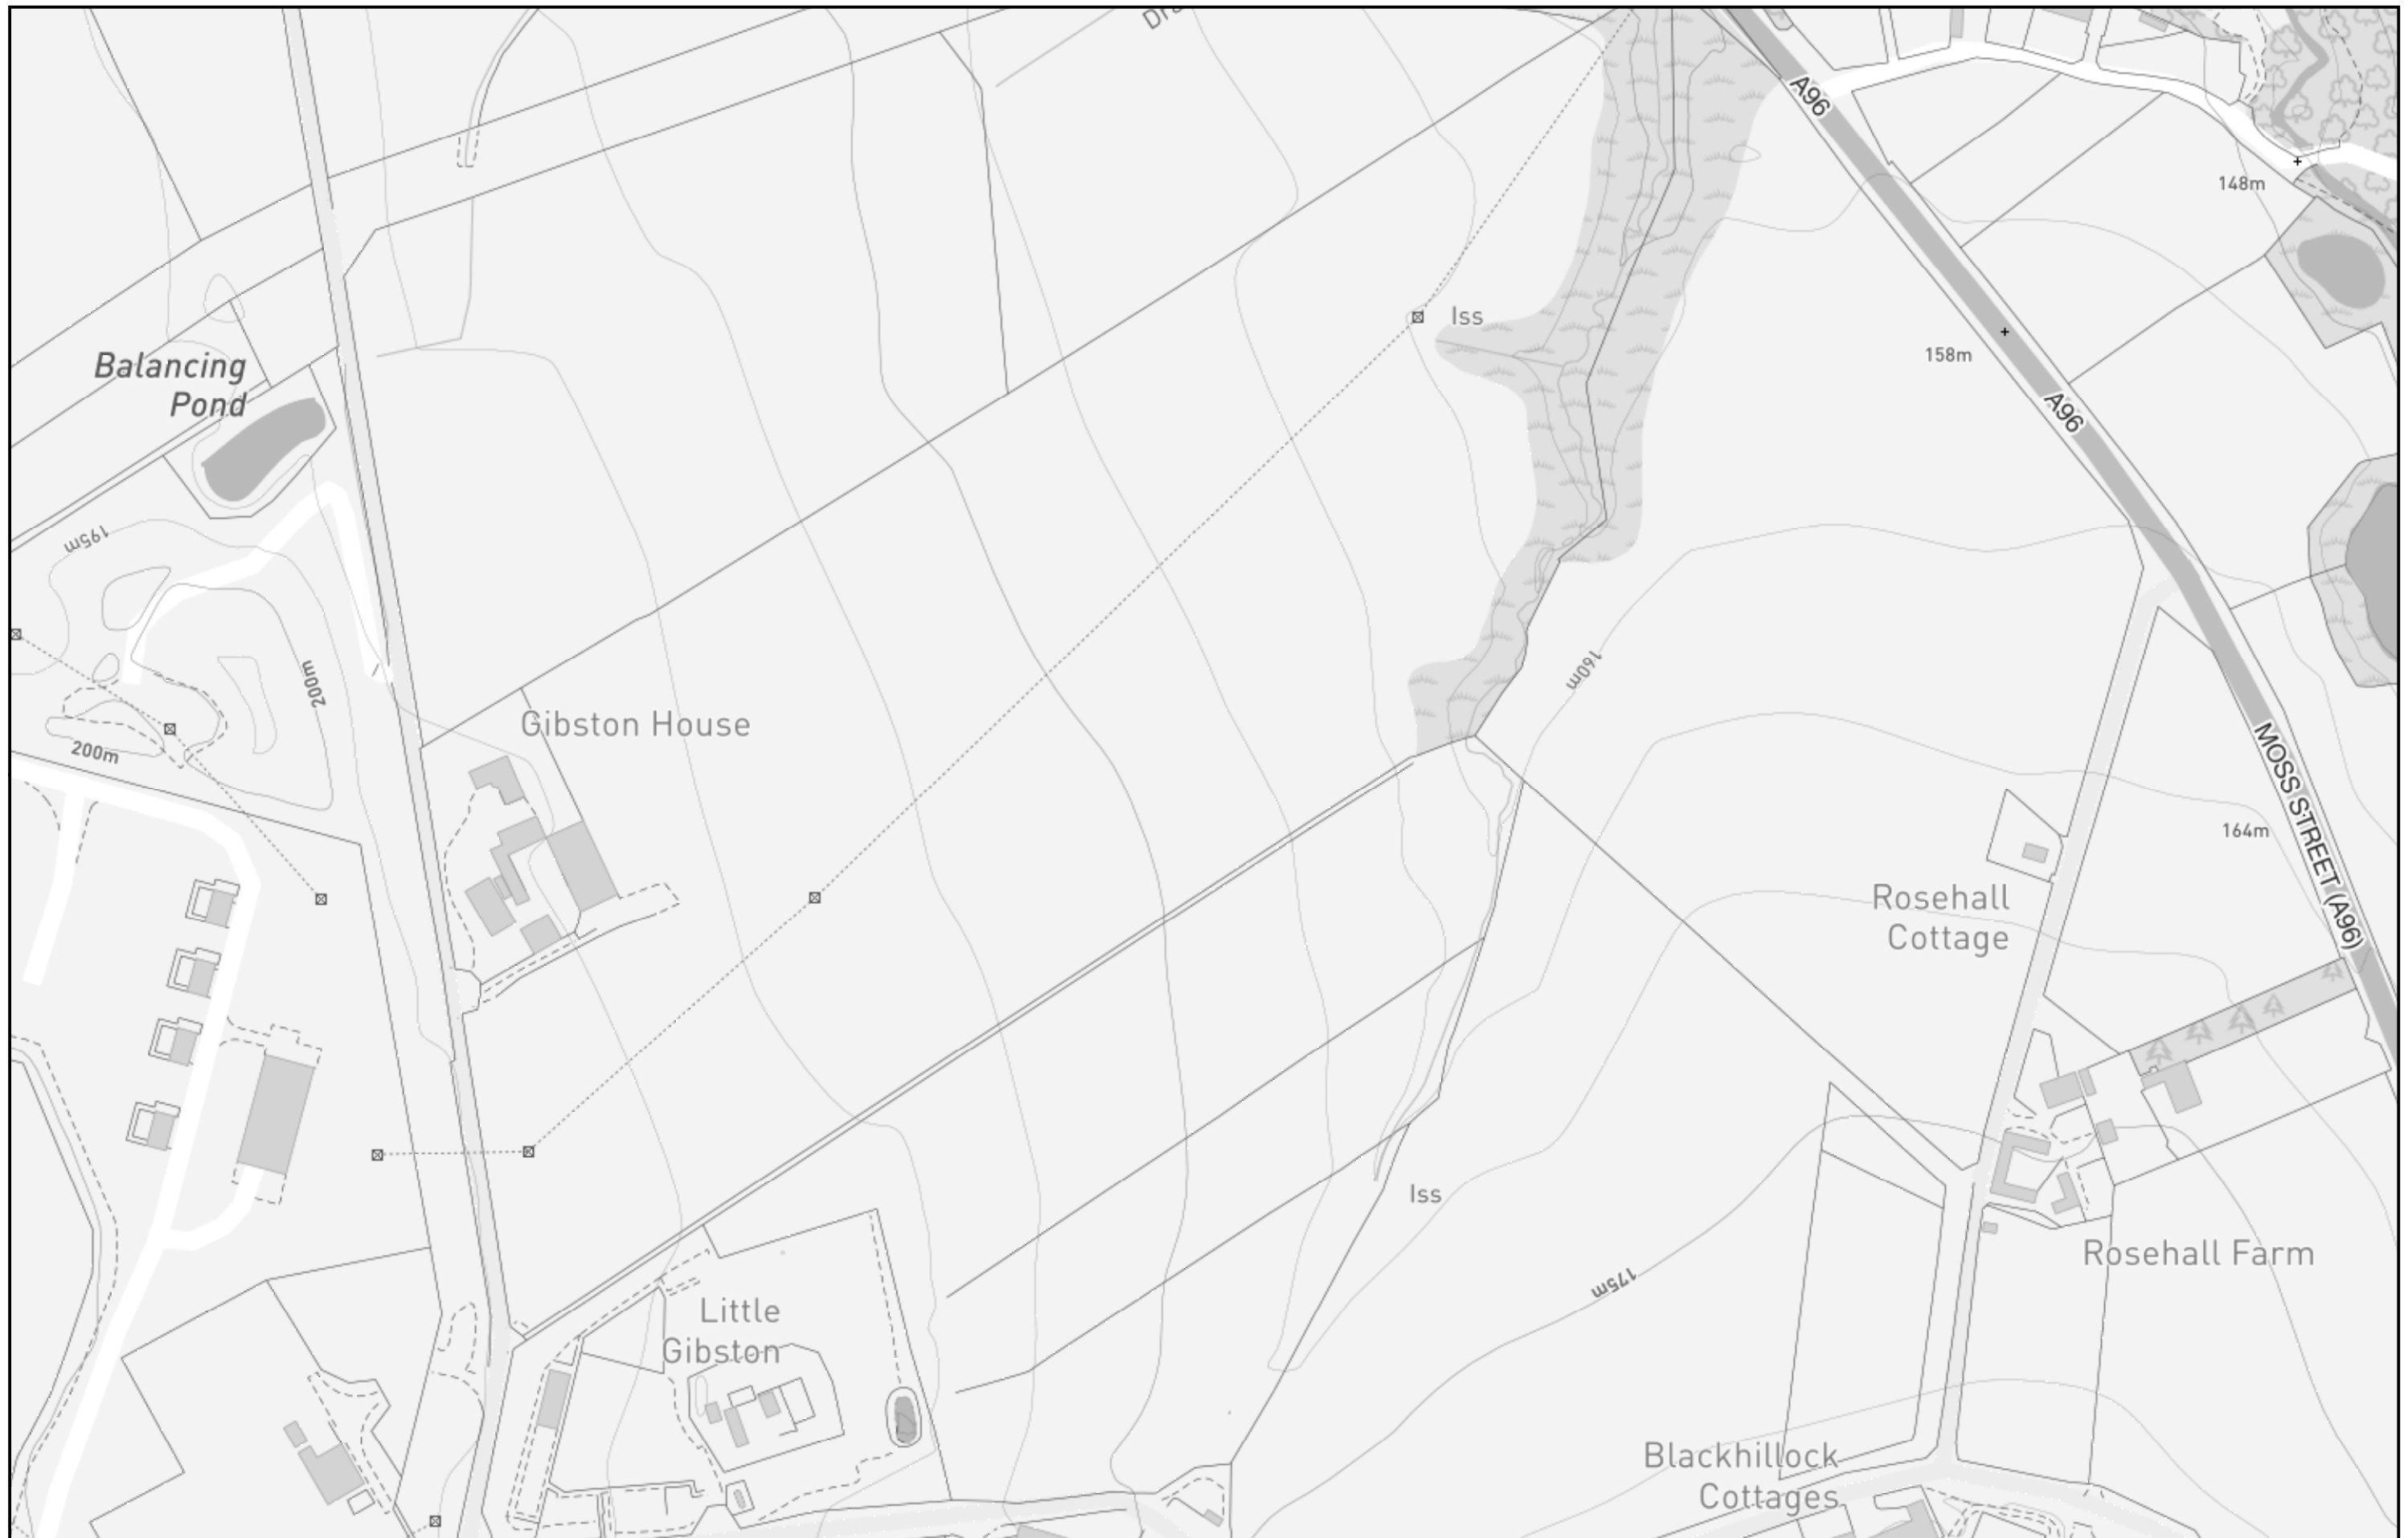 A96
148m
Iss
158m
Balancing
Pond
A96
195m
160m
200m
Gibston House
200m
MOSS STREET (A96)
164m
Rosehall
Cottage
Iss
Rosehall Farm
175m
Little
Gibston
Blackhillock
Cottages